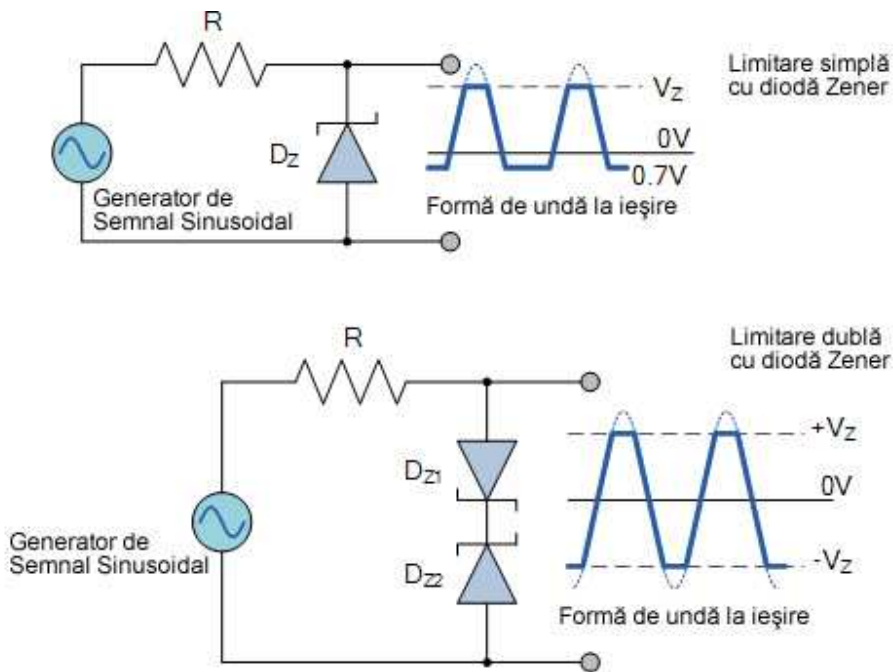 R
Limitare simplă
cu diodă Zener
VZ
0V
DZ
0.7V
Generator de
Semnal Sinusoidal
Formă de undă la ieşire
Limitare dublă
cu diodă Zener
R
+VZ
DZ1
0V
Generator de
Semnal Sinusoidal
DZ2
-VZ
Formă de undă la ieşire